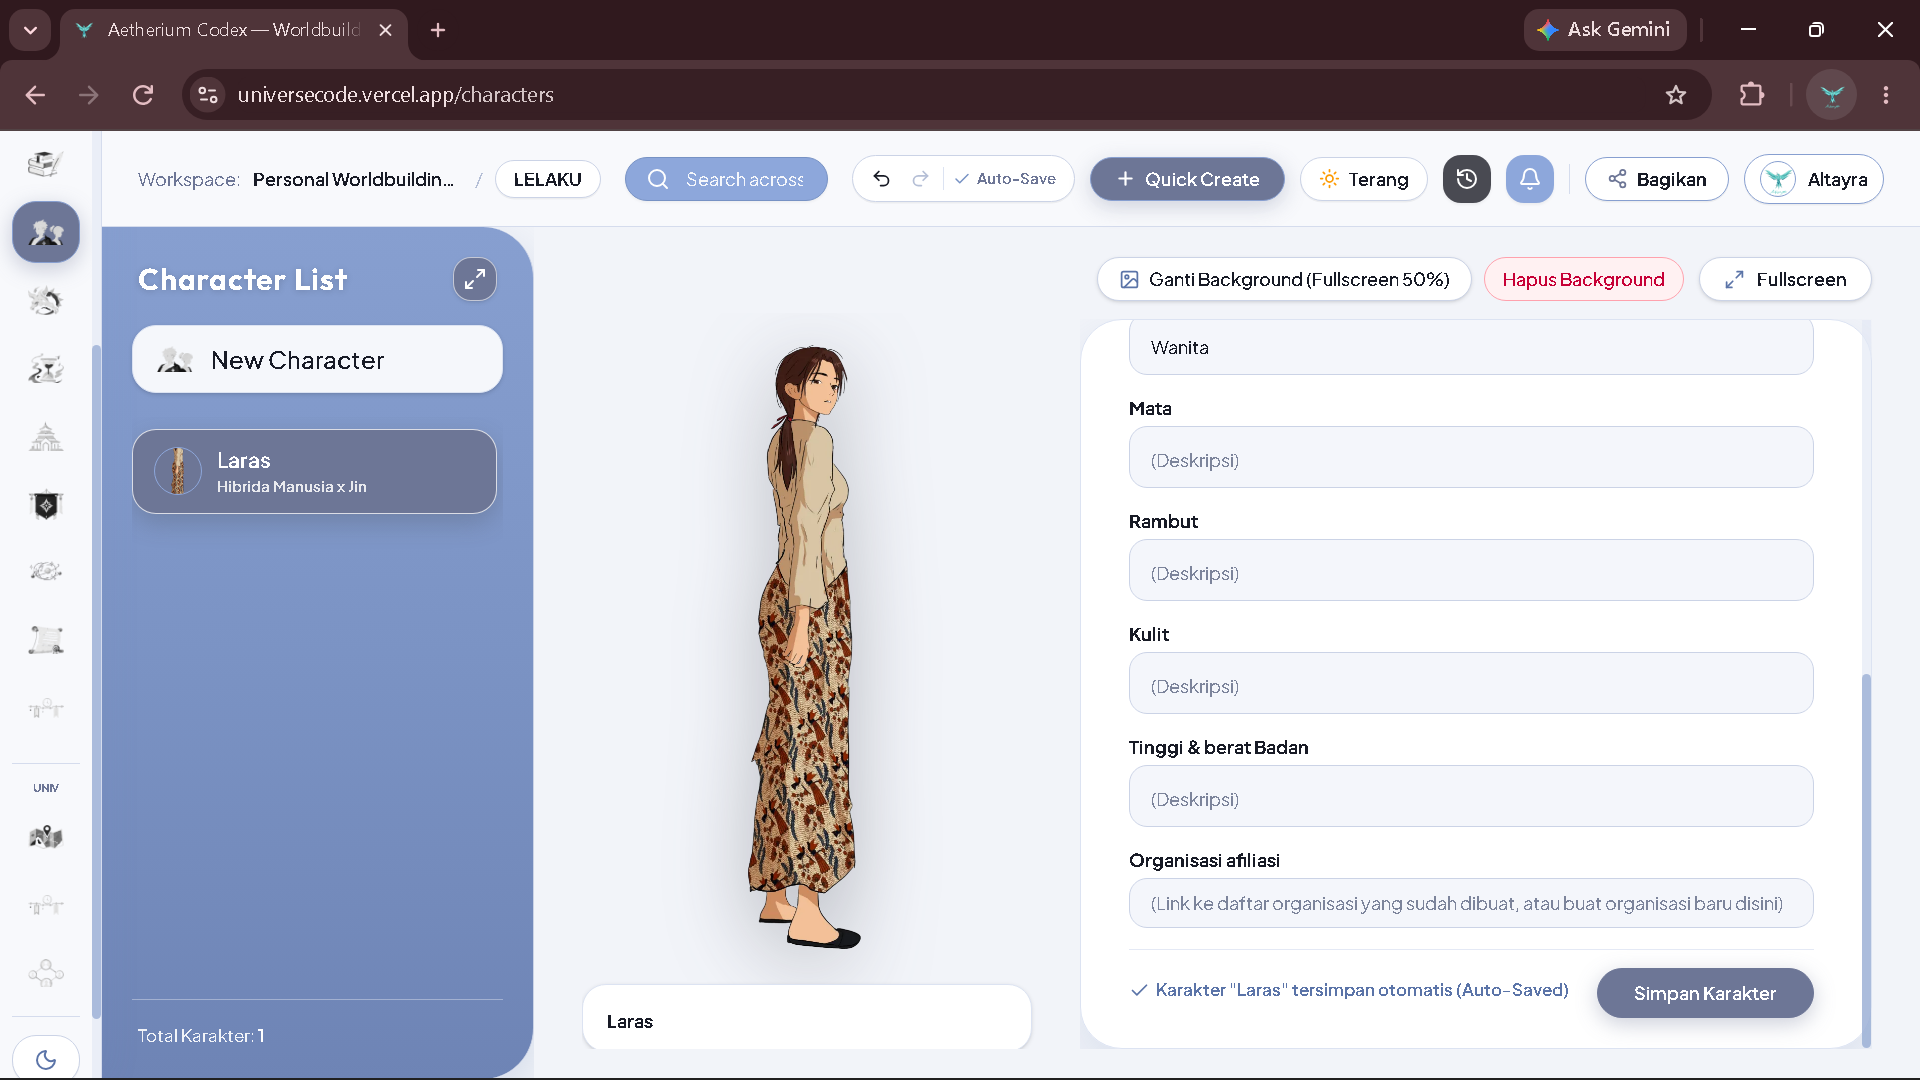 Aetherium Codex — Worldbuild
Ask Gemini
universecode.vercel.app/characters
Workspace: Personal Worldbuildin... / LELAKU
Search across
Auto-Save
Quick Create
Terang
Bagikan
Altayra
Character List
New Character
Laras
Hibrida Manusia x Jin
Total Karakter: 1
UNIV
Ganti Background (Fullscreen 50%)
Hapus Background
Fullscreen
Laras
Wanita
Mata
(Deskripsi)
Rambut
(Deskripsi)
Kulit
(Deskripsi)
Tinggi & berat Badan
(Deskripsi)
Organisasi afiliasi
(Link ke daftar organisasi yang sudah dibuat, atau buat organisasi baru disini)
Karakter "Laras" tersimpan otomatis (Auto-Saved)
Simpan Karakter